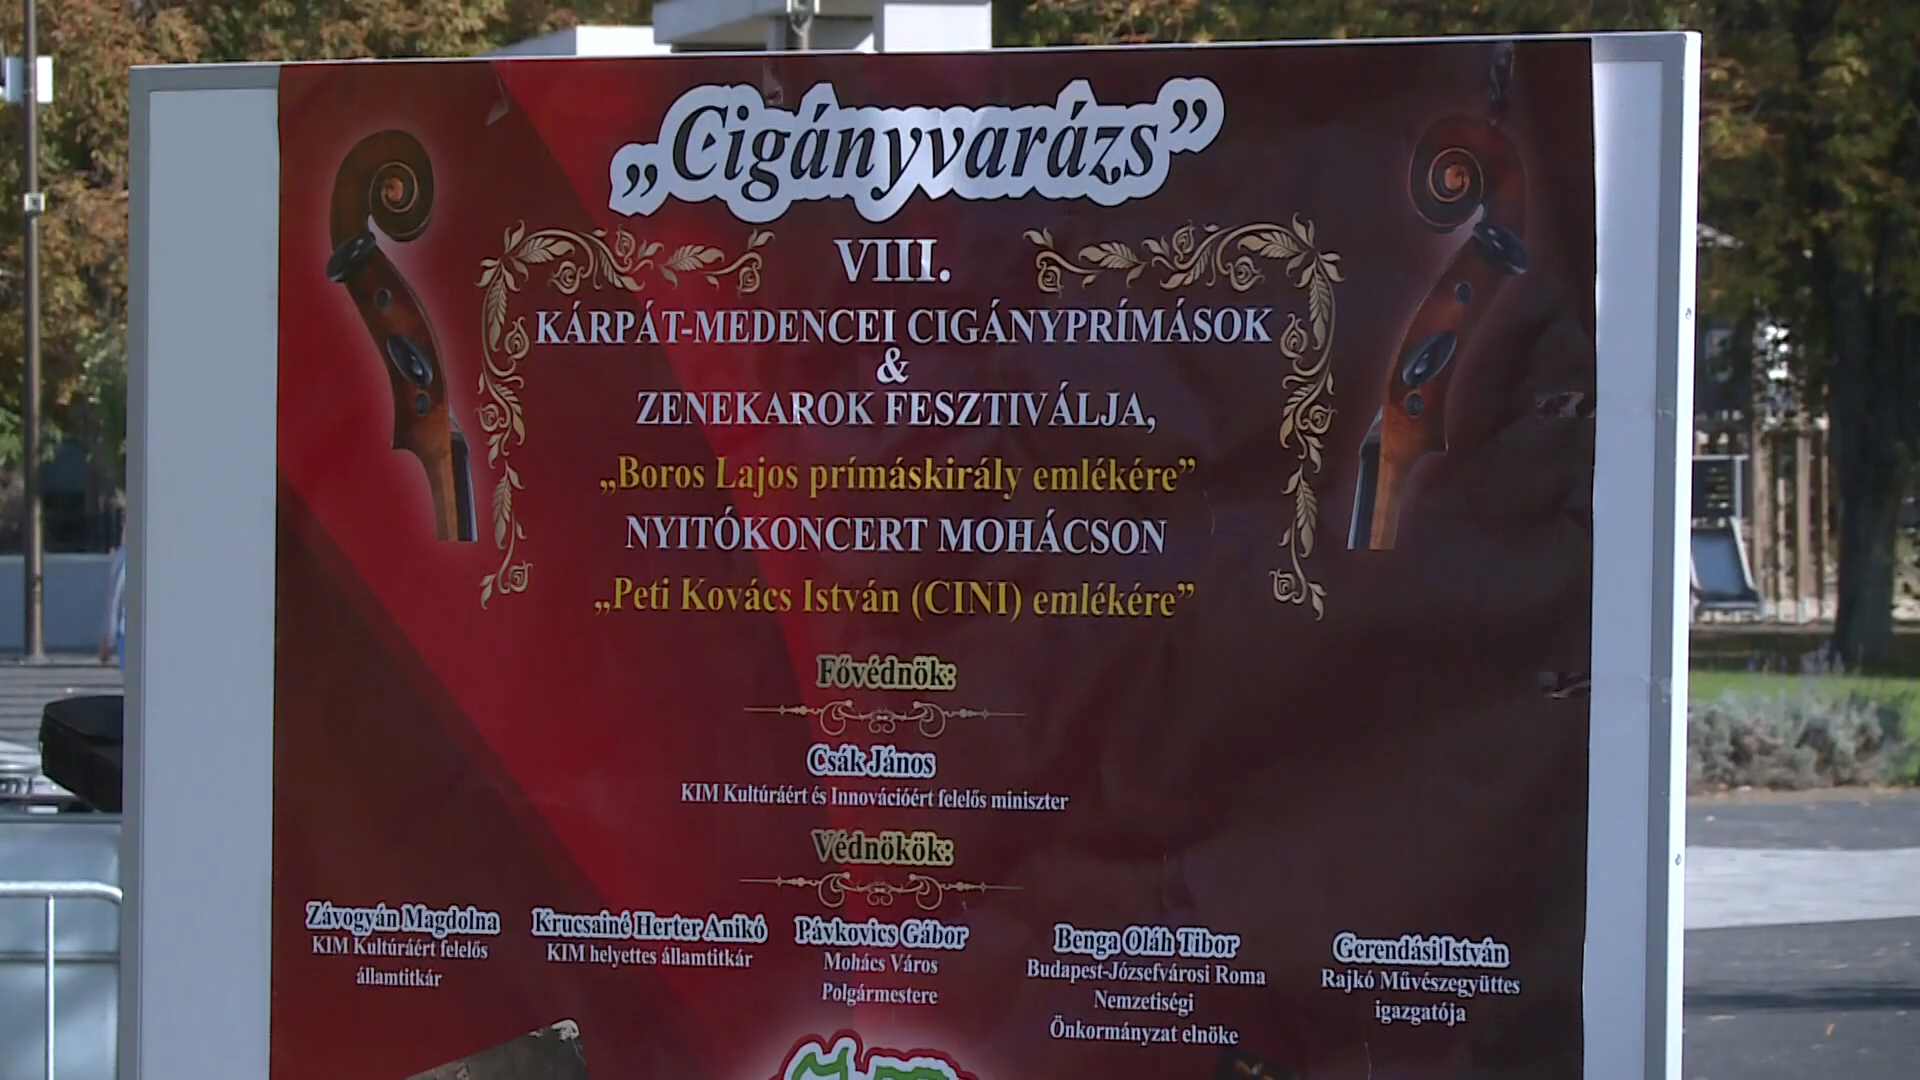 „Cigányvarázs”
VIII.
KÁRPÁT-MEDENCEI CIGÁNYPRÍMÁSOK
&
ZENEKAROK FESZTIVÁLJA,
„Boros Lajos prímáskirály emlékére”
NYITÓKONCERT MOHÁCSON
„Peti Kovács István (CINI) emlékére”
Fővédnök:
Csák János
KIM Kultúráért és Innovációért felelős miniszter
Védnökök:
Závogyán Magdolna
KIM Kultúráért felelős
államtitkár
Krucsainé Herter Anikó
KIM helyettes államtitkár
Pávkovics Gábor
Mohács Város
Polgármestere
Benga Oláh Tibor
Budapest-Józsefvárosi Roma
Nemzetiségi
Önkormányzat elnöke
Gerendási István
Rajkó Művészegyüttes
igazgatója